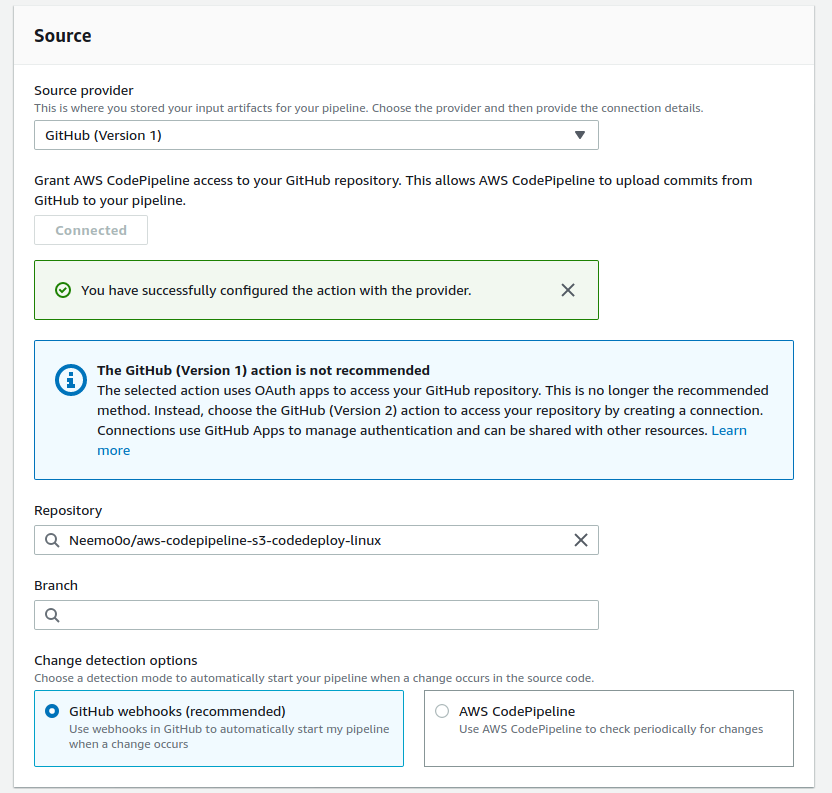 Source
Source provider
This is where you stored your input artifacts for your pipeline. Choose the provider and then provide the connection details.
GitHub (Version 1)
Grant AWS CodePipeline access to your GitHub repository. This allows AWS CodePipeline to upload commits from
GitHub to your pipeline.
Connected
You have successfully configured the action with the provider.
The GitHub (Version 1) action is not recommended
The selected action uses OAuth apps to access your GitHub repository. This is no longer the recommended
method. Instead, choose the GitHub (Version 2) action to access your repository by creating a connection.
Connections use GitHub Apps to manage authentication and can be shared with other resources. Learn
more
Repository
Neemo0o/aws-codepipeline-s3-codedeploy-linux
Branch
Change detection options
Choose a detection mode to automatically start your pipeline when a change occurs in the source code.
GitHub webhooks (recommended)
Use webhooks in GitHub to automatically start my pipeline
when a change occurs
AWS CodePipeline
Use AWS CodePipeline to check periodically for changes